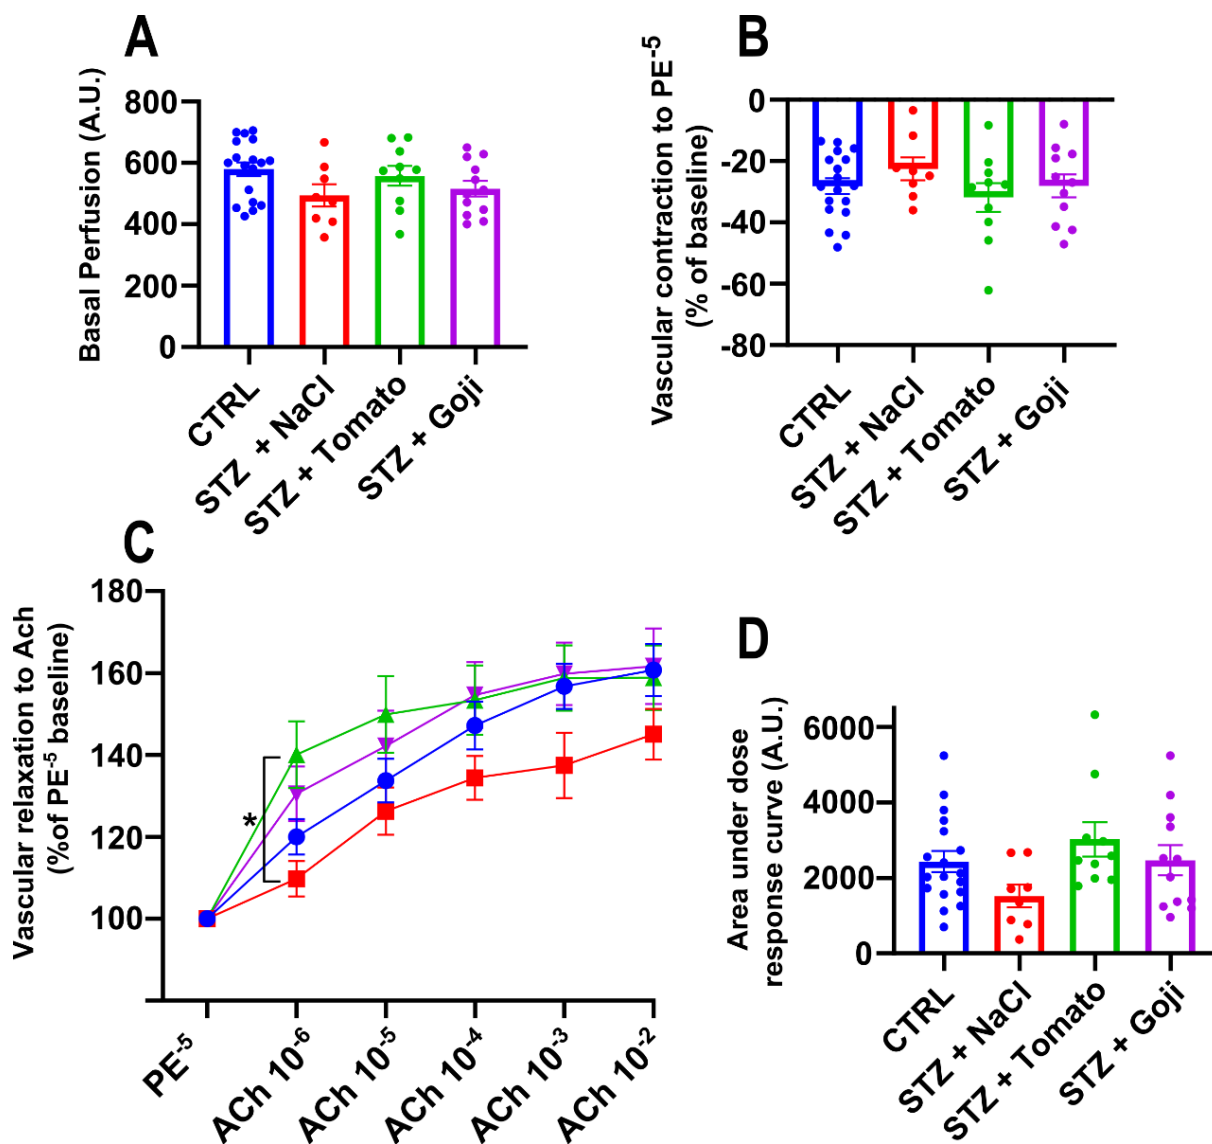 A
Basal Perfusion (A.U.)
800
600
400
200
0
CTRL
STZ + NaCl
STZ + Tomato
STZ + Goji
B
Vascular contraction to PE⁻⁵
(% of baseline)
0
-20
-40
-60
-80
CTRL
STZ + NaCl
STZ + Tomato
STZ + Goji
C
Vascular relaxation to Ach
(%of PE⁻⁵ baseline)
180
160
140
120
100
*
PE⁻⁵
ACh 10⁻⁶
ACh 10⁻⁵
ACh 10⁻⁴
ACh 10⁻³
ACh 10⁻²
D
Area under dose
response curve (A.U.)
6000
4000
2000
0
CTRL
STZ + NaCl
STZ + Tomato
STZ + Goji